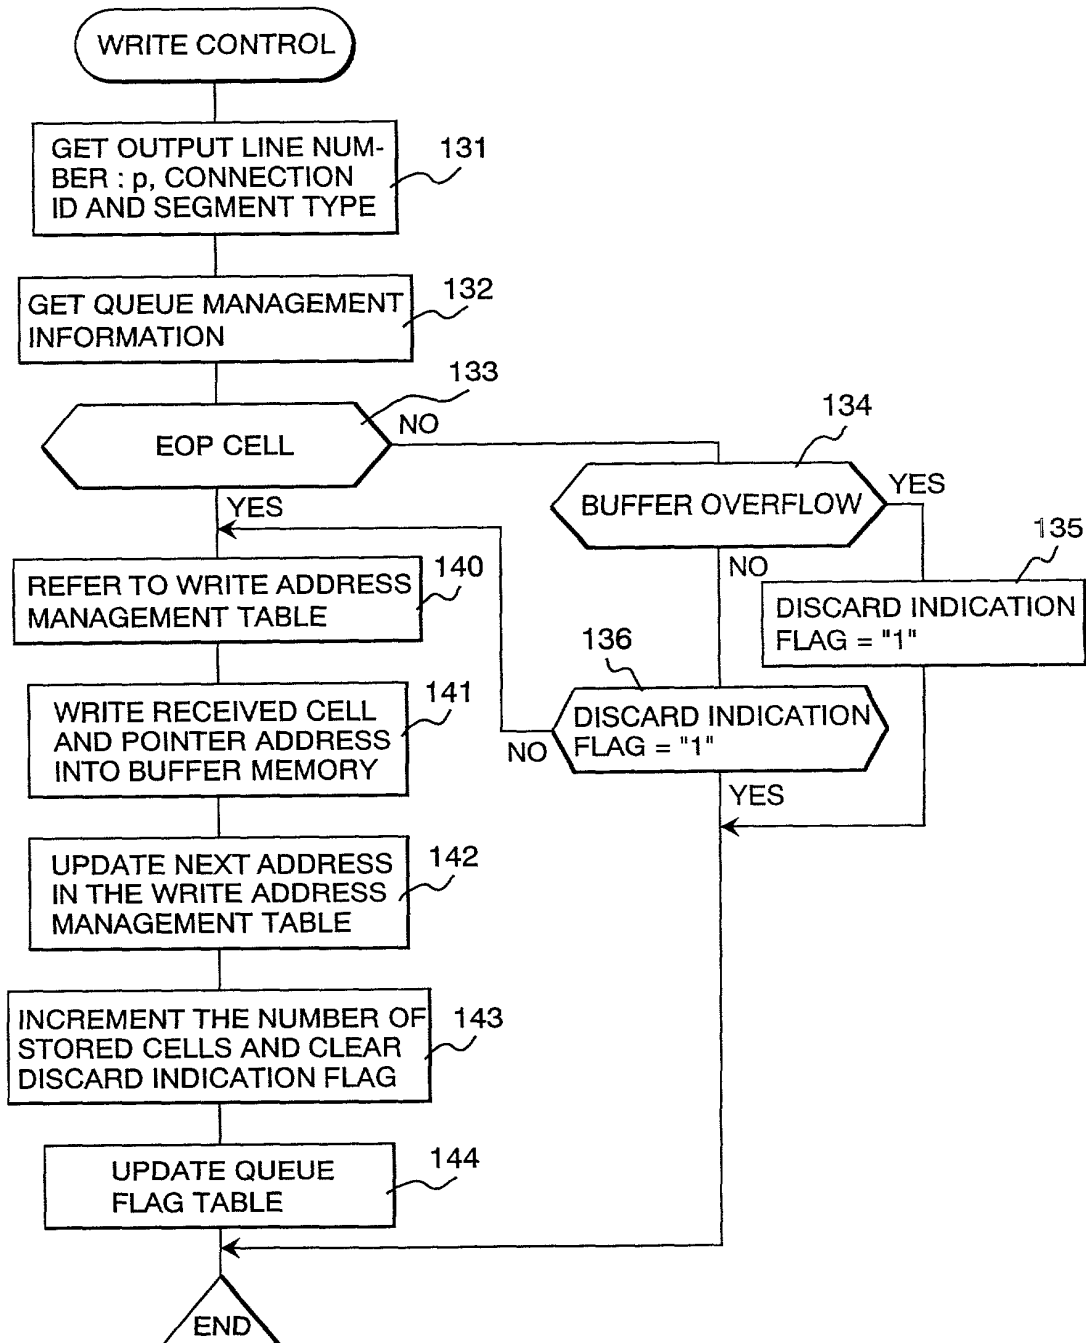 WRITE CONTROL
GET OUTPUT LINE NUM-
BER : p, CONNECTION
ID AND SEGMENT TYPE
131
GET QUEUE MANAGEMENT
INFORMATION
132
133
EOP CELL
NO
YES
134
BUFFER OVERFLOW
YES
NO
135
DISCARD INDICATION
FLAG = "1"
136
DISCARD INDICATION
FLAG = "1"
NO
YES
REFER TO WRITE ADDRESS
MANAGEMENT TABLE
140
WRITE RECEIVED CELL
AND POINTER ADDRESS
INTO BUFFER MEMORY
141
UPDATE NEXT ADDRESS
IN THE WRITE ADDRESS
MANAGEMENT TABLE
142
INCREMENT THE NUMBER OF
STORED CELLS AND CLEAR
DISCARD INDICATION FLAG
143
UPDATE QUEUE
FLAG TABLE
144
END